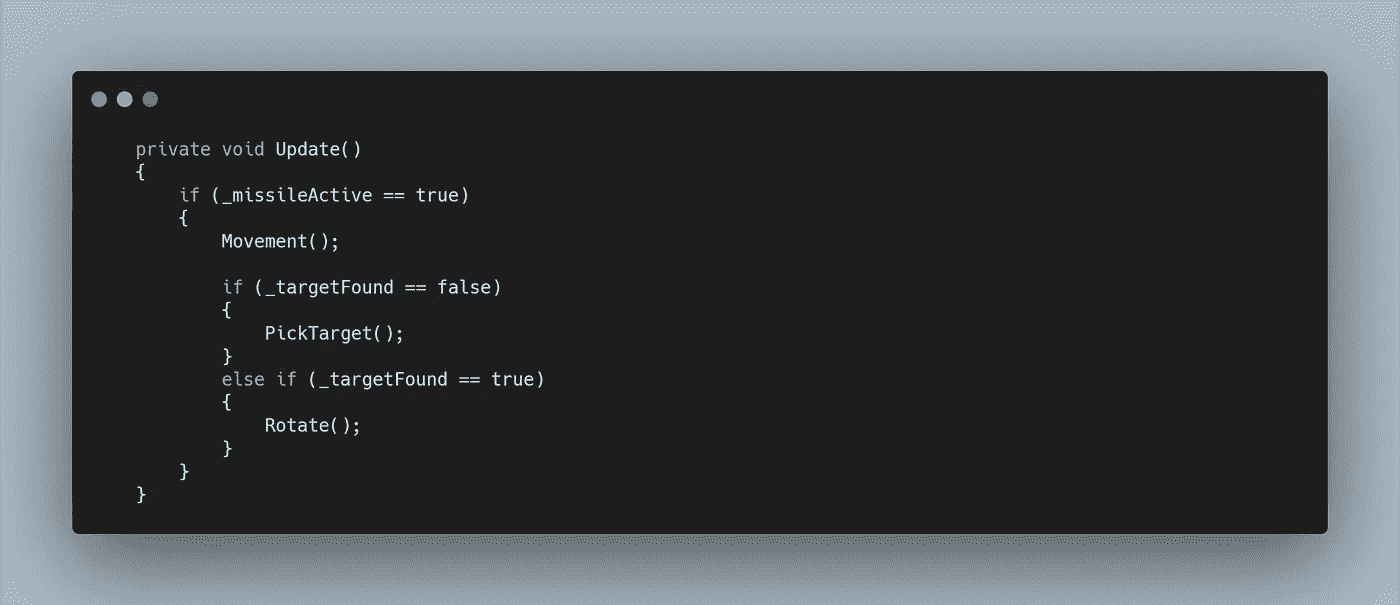 private void Update()
{
    if (_missileActive == true)
    {
        Movement();

        if (_targetFound == false)
        {
            PickTarget();
        }
        else if (_targetFound == true)
        {
            Rotate();
        }
    }
}